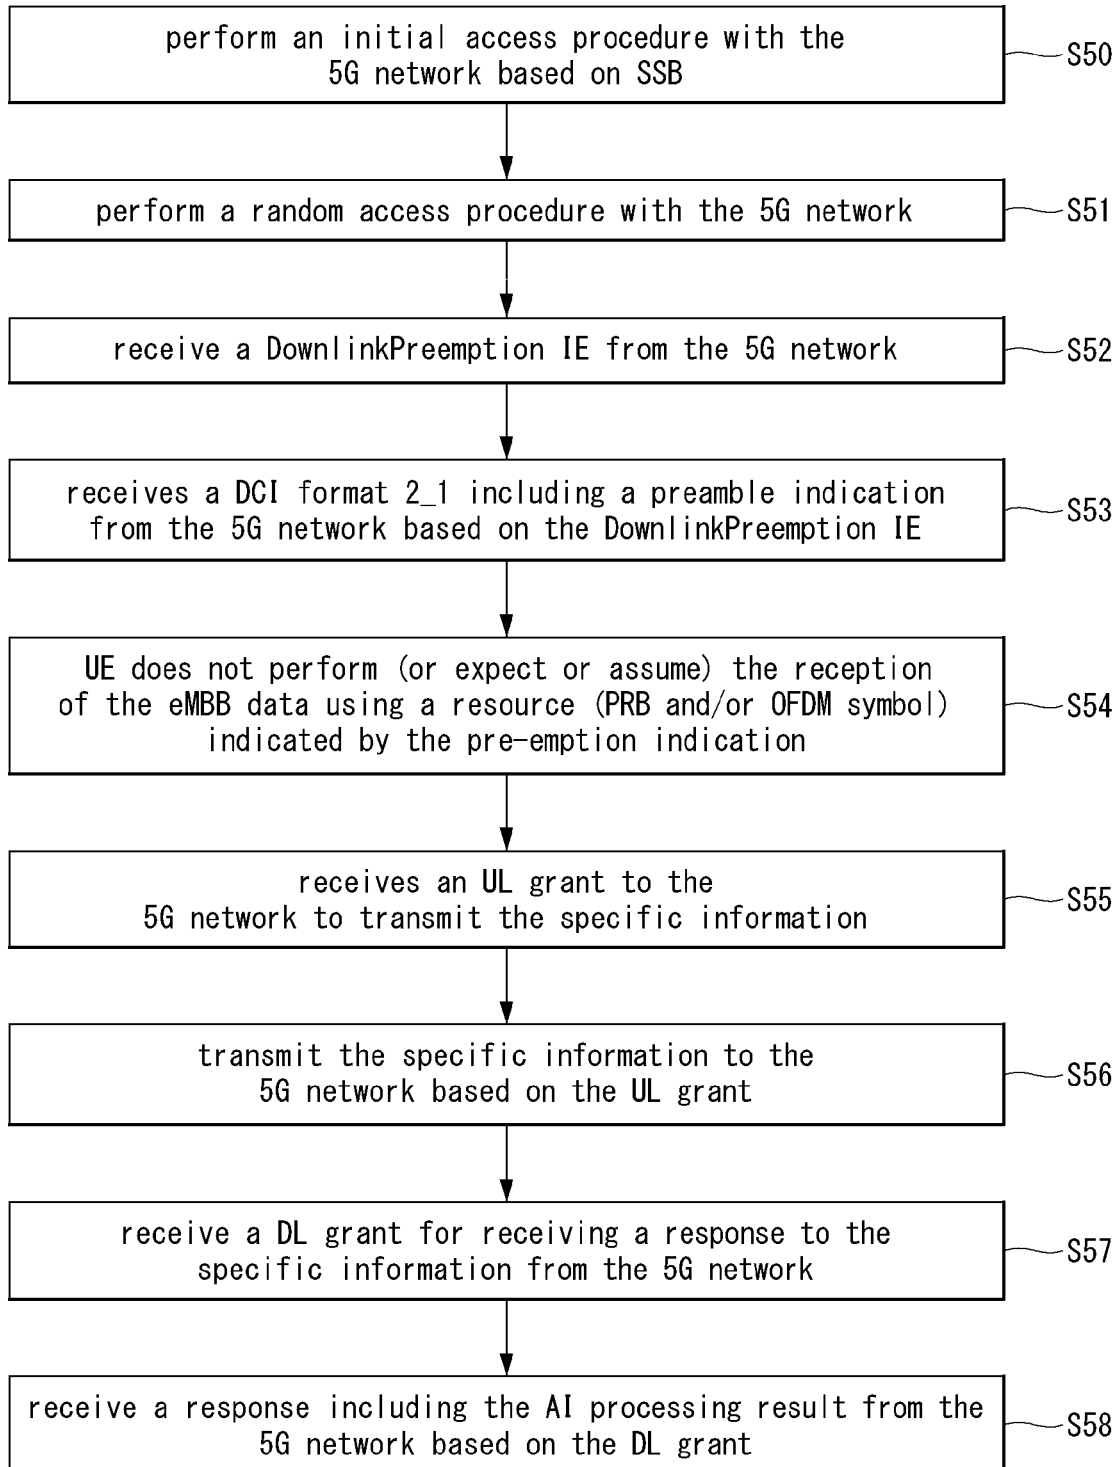 perform an initial access procedure with the
5G network based on SSB
S50
perform a random access procedure with the 5G network
S51
receive a DownlinkPreemption IE from the 5G network
S52
receives a DCI format 2_1 including a preamble indication
from the 5G network based on the DownlinkPreemption IE
S53
UE does not perform (or expect or assume) the reception
of the eMBB data using a resource (PRB and/or OFDM symbol)
indicated by the pre-emption indication
S54
receives an UL grant to the
5G network to transmit the specific information
S55
transmit the specific information to the
5G network based on the UL grant
S56
receive a DL grant for receiving a response to the
specific information from the 5G network
S57
receive a response including the AI processing result from the
5G network based on the DL grant
S58